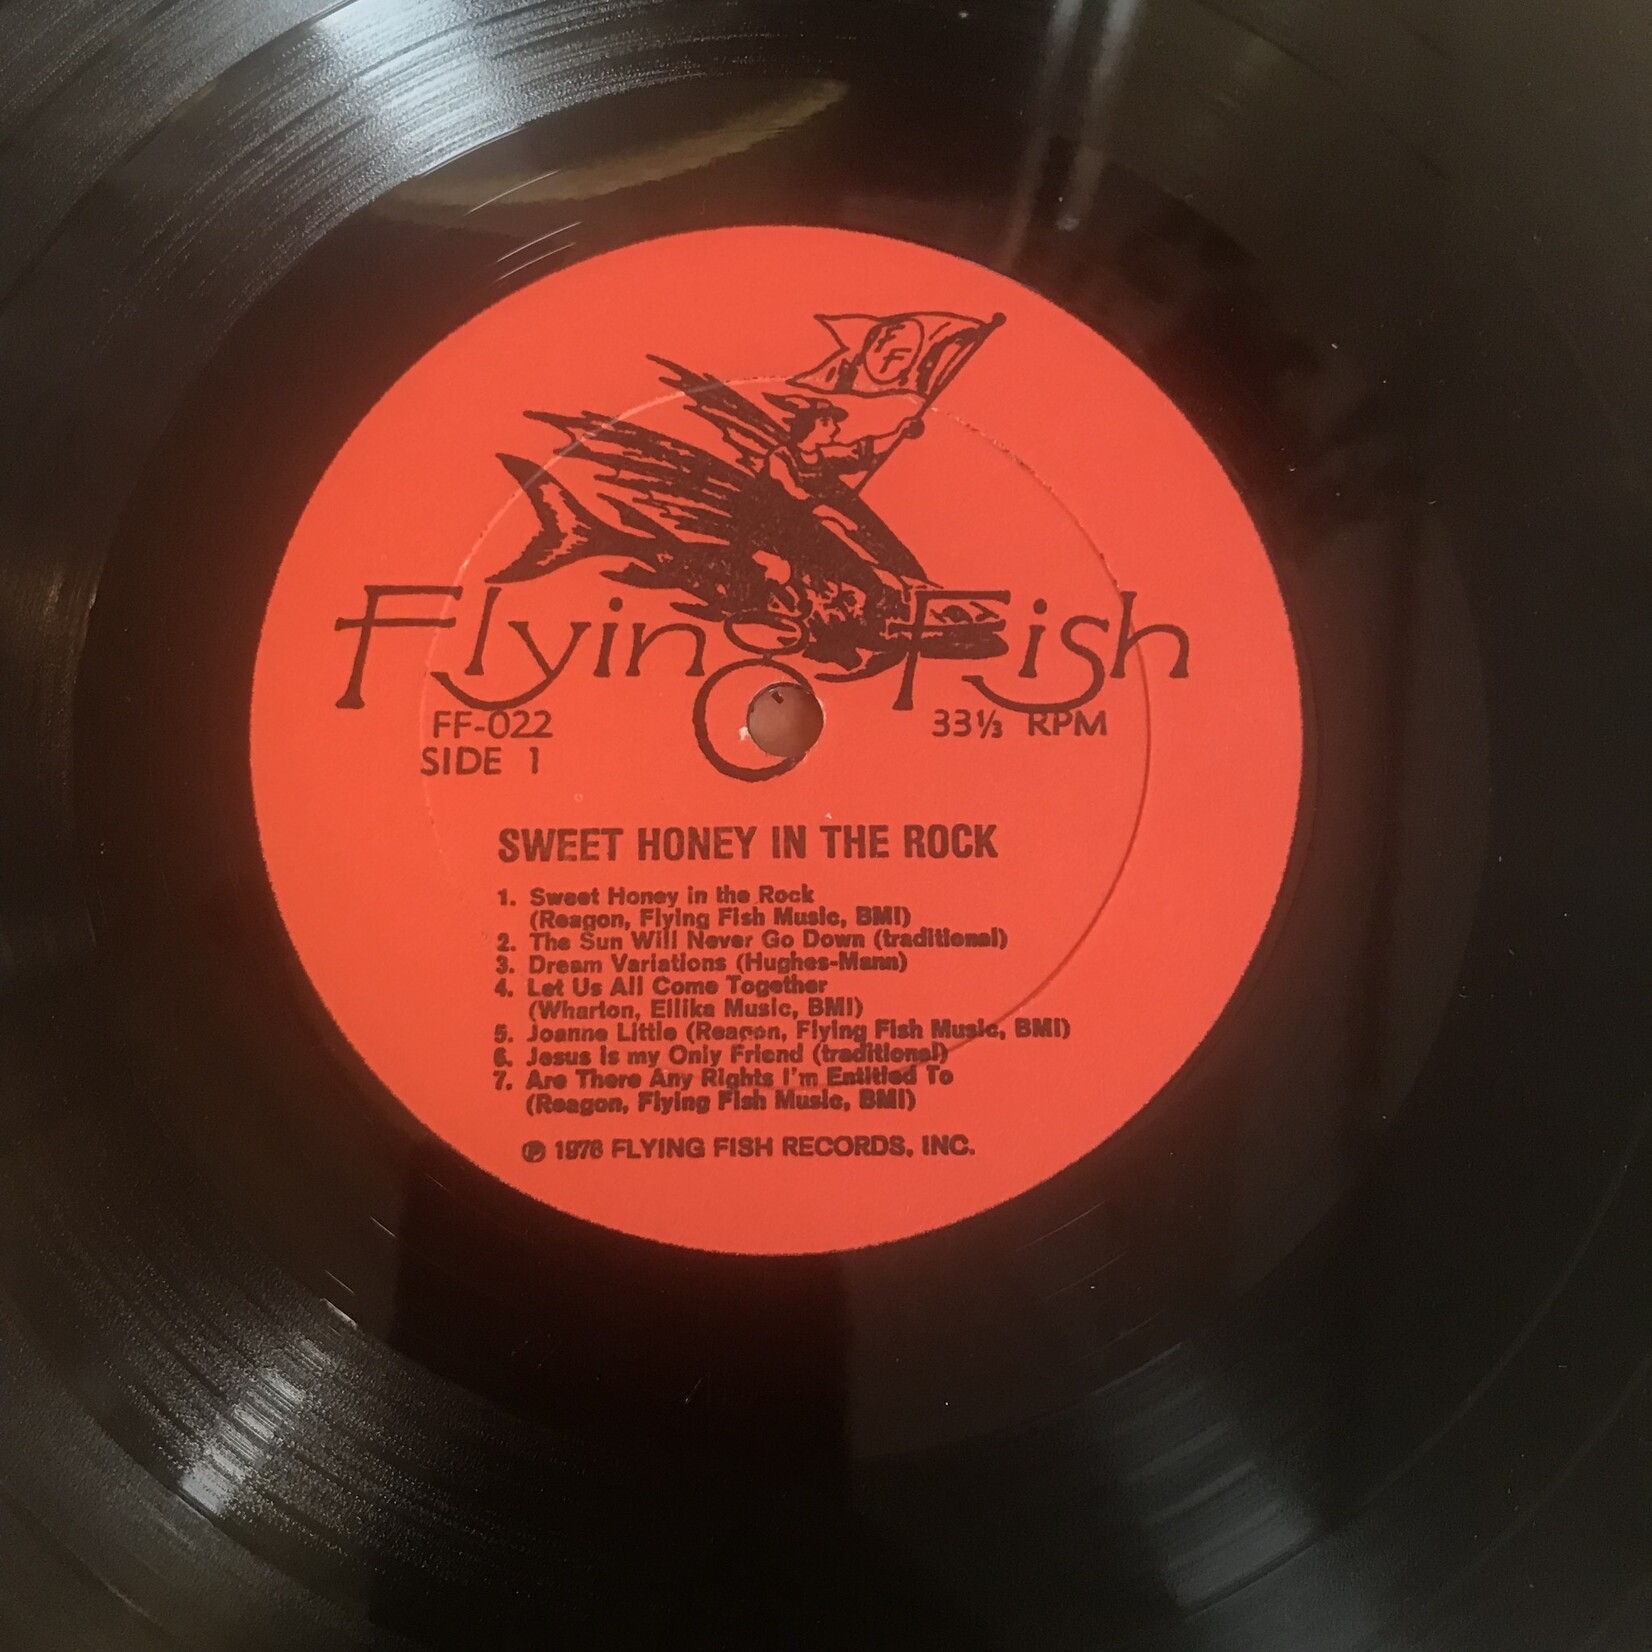 FF
Flying Fish
FF-022 33⅓ RPM
SIDE 1
SWEET HONEY IN THE ROCK
1. Sweet Honey in the Rock
(Reagon, Flying Fish Music, BMI)
2. The Sun Will Never Go Down (traditional)
3. Dream Variations (Hughes-Mann)
4. Let Us All Come Together
(Wharton, Ellika Music, BMI)
5. Joanne Little (Reagon, Flying Fish Music, BMI)
6. Jesus Is my Only Friend (traditional)
7. Are There Any Rights I'm Entitled To
(Reagon, Flying Fish Music, BMI)
℗ 1976 FLYING FISH RECORDS, INC.